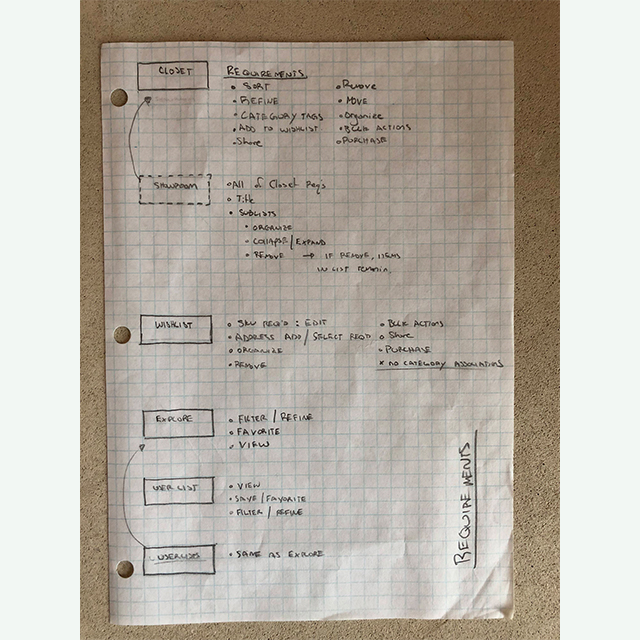 CLOSET
REQUIREMENTS
• SORT
• REFINE
• CATEGORY TAGS
• ADD TO WISHLIST
• Share
• Remove
• MOVE
• Organize
• BULK ACTIONS
• PURCHASE
SHOWROOM
• All of Closet Req's
• Title
• SUBLISTS
• ORGANIZE
• COLLAPSE/EXPAND
• REMOVE → IF REMOVE, ITEMS
IN LIST REMAIN.
WISHLIST
• SKU REQ'D : EDIT
• ADDRESS ADD / SELECT REQ'D
• ORGANIZE
• REMOVE
• BULK ACTIONS
• Share
• PURCHASE
* NO CATEGORY ASSOCIATIONS
EXPLORE
• FILTER / REFINE
• FAVORITE
• VIEW
USER LIST
• VIEW
• SAVE/FAVORITE
• FILTER / REFINE
USERLISTS
• SAME AS EXPLORE
REQUIREMENTS